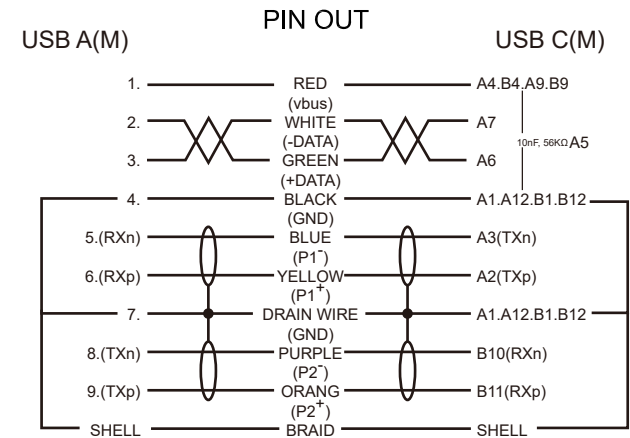 PIN OUT
USB A(M) USB C(M)
1. RED A4.B4.A9.B9
(vbus)
2. WHITE A7
(-DATA) 10nF, 56KΩ A5
3. GREEN A6
(+DATA)
4. BLACK A1.A12.B1.B12
(GND)
5.(RXn) BLUE A3(TXn)
(P1-)
6.(RXp) YELLOW A2(TXp)
(P1+)
7. DRAIN WIRE A1.A12.B1.B12
(GND)
8.(TXn) PURPLE B10(RXn)
(P2-)
9.(TXp) ORANG B11(RXp)
(P2+)
SHELL BRAID SHELL